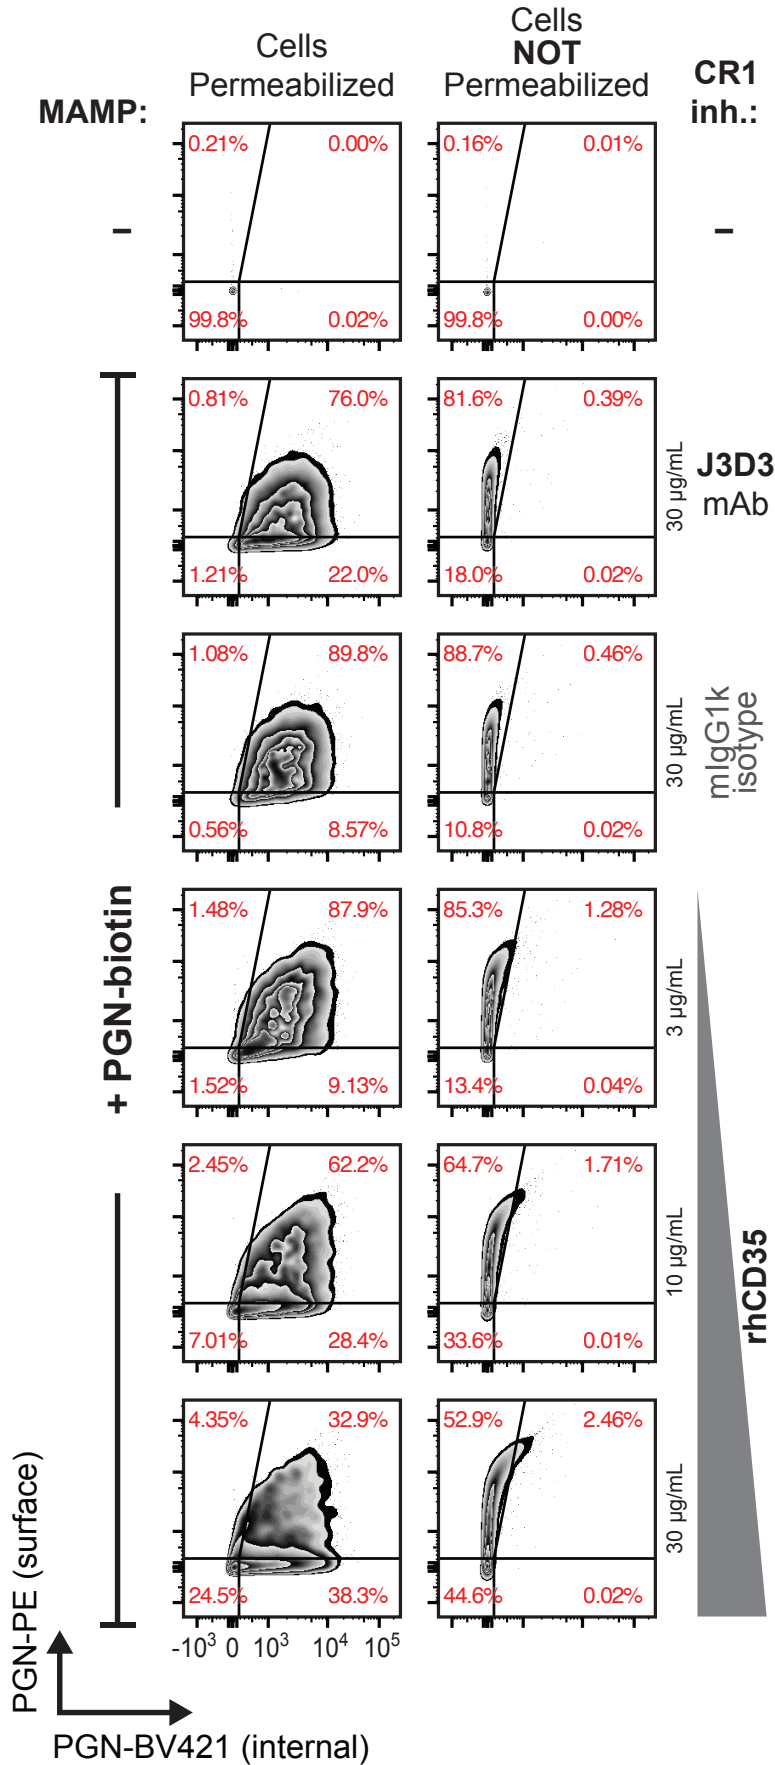 Cells
Permeabilized
Cells
NOT
Permeabilized
MAMP:
CR1
inh.:
–
0.21% 0.00%
99.8% 0.02%
0.16% 0.01%
99.8% 0.00%
–
0.81% 76.0%
1.21% 22.0%
81.6% 0.39%
18.0% 0.02%
30 µg/mL
J3D3
mAb
1.08% 89.8%
0.56% 8.57%
88.7% 0.46%
10.8% 0.02%
30 µg/mL
mIgG1k
isotype
+ PGN-biotin
1.48% 87.9%
1.52% 9.13%
85.3% 1.28%
13.4% 0.04%
3 µg/mL
2.45% 62.2%
7.01% 28.4%
64.7% 1.71%
33.6% 0.01%
10 µg/mL
rhCD35
4.35% 32.9%
24.5% 38.3%
52.9% 2.46%
44.6% 0.02%
30 µg/mL
-10³ 0 10³ 10⁴ 10⁵
PGN-PE (surface)
PGN-BV421 (internal)